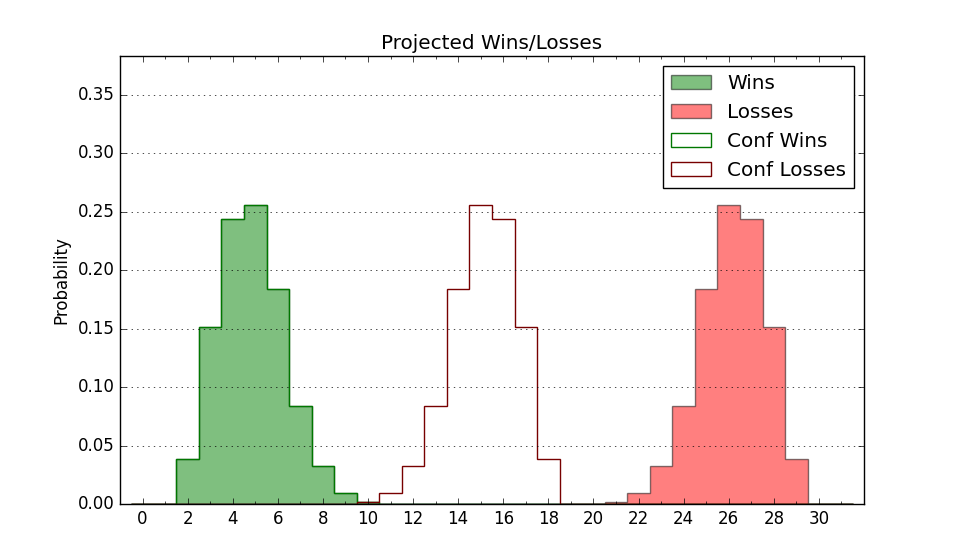 Projected Wins/Losses
Wins
Losses
Conf Wins
Conf Losses
Probability
0.35
0.30
0.25
0.20
0.15
0.10
0.05
0.00
0 2 4 6 8 10 12 14 16 18 20 22 24 26 28 30